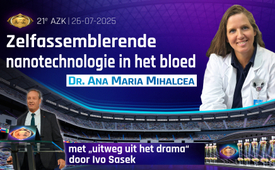 21e AZK | 26-07-2025
Zelfassemblerende
nanotechnologie in het bloed
Dr. Ana Maria Mihalcea
met „uitweg uit het drama“
door Ivo Sasek